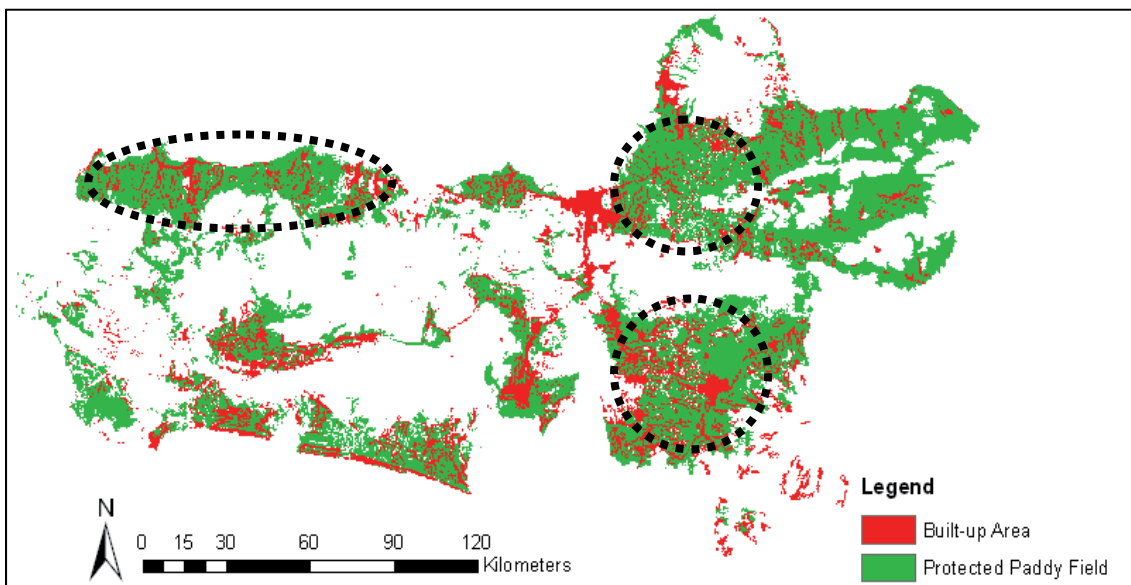 N
0 15 30 60 90 120
Kilometers
Legend
Built-up Area
Protected Paddy Field